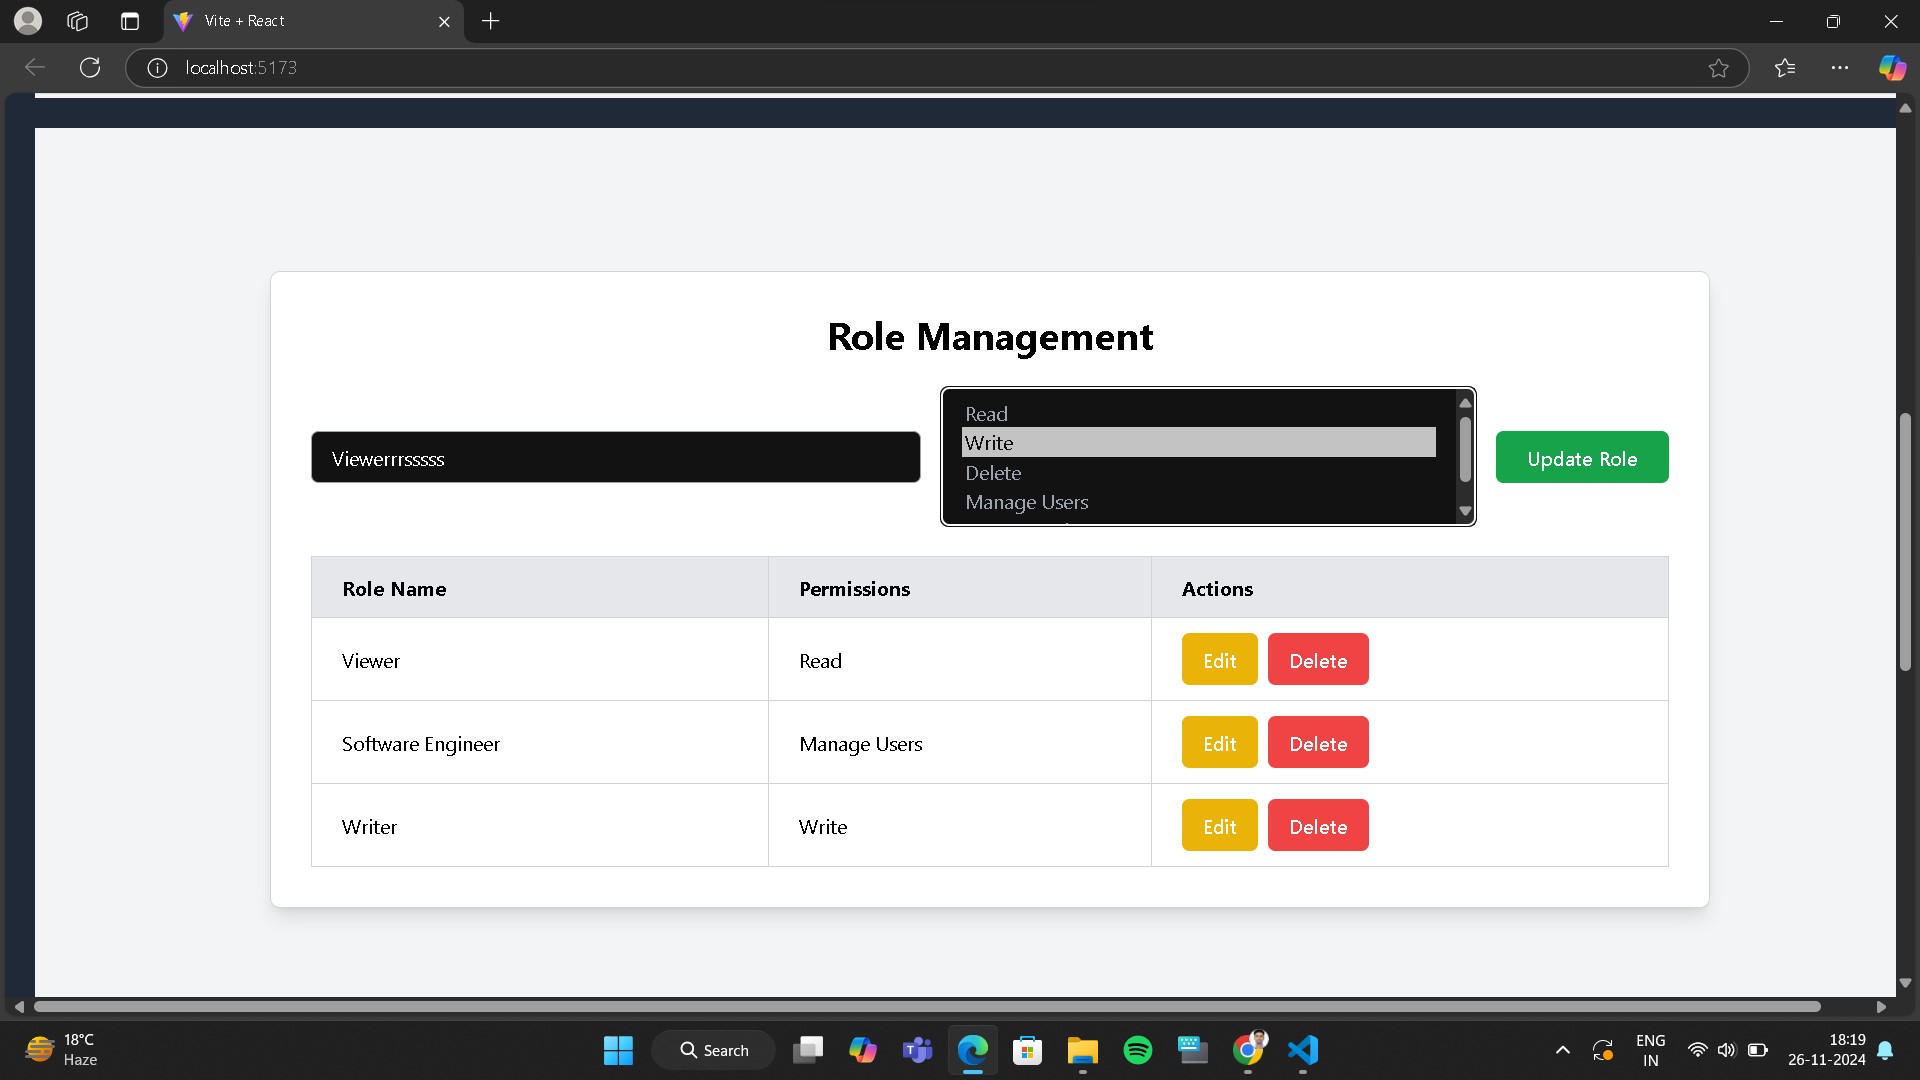 Vite + React
localhost:5173
Role Management
Viewerrrsssss
Read
Write
Delete
Manage Users
Update Role
Role Name Permissions Actions
Viewer Read Edit Delete
Software Engineer Manage Users Edit Delete
Writer Write Edit Delete
18°C
Haze
Search
ENG
IN
18:19
26-11-2024